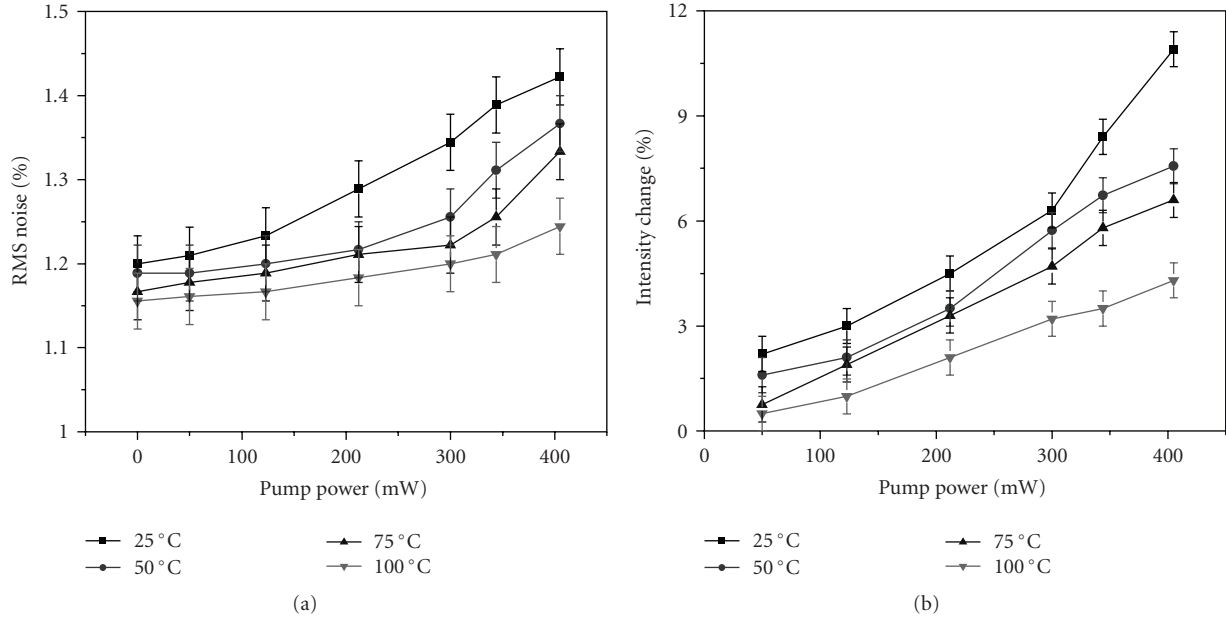 1.5
1.4
1.3
1.2
1.1
1
RMS noise (%)
0 100 200 300 400
Pump power (mW)
25 °C 75 °C
50 °C 100 °C
(a)
12
9
6
3
0
Intensity change (%)
0 100 200 300 400
Pump power (mW)
25 °C 75 °C
50 °C 100 °C
(b)